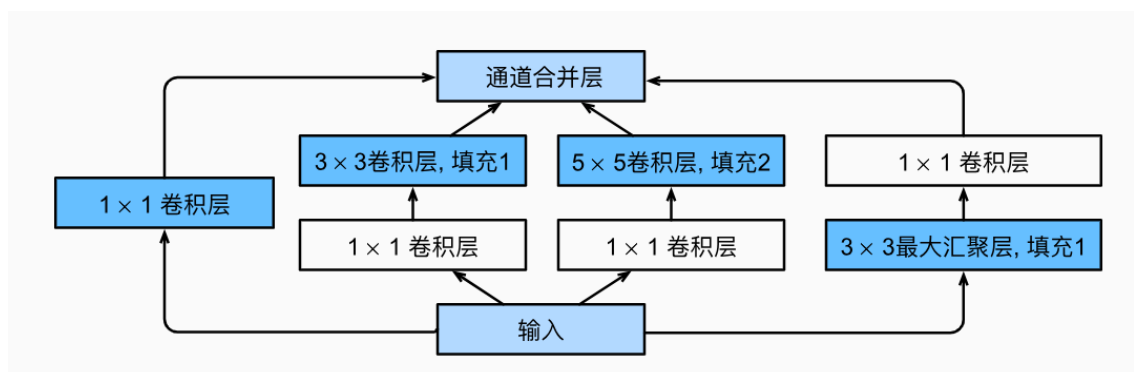 通道合并层
3 × 3卷积层, 填充1
5 × 5卷积层, 填充2
1 × 1 卷积层
1 × 1 卷积层
1 × 1 卷积层
1 × 1 卷积层
3 × 3最大汇聚层, 填充1
输入